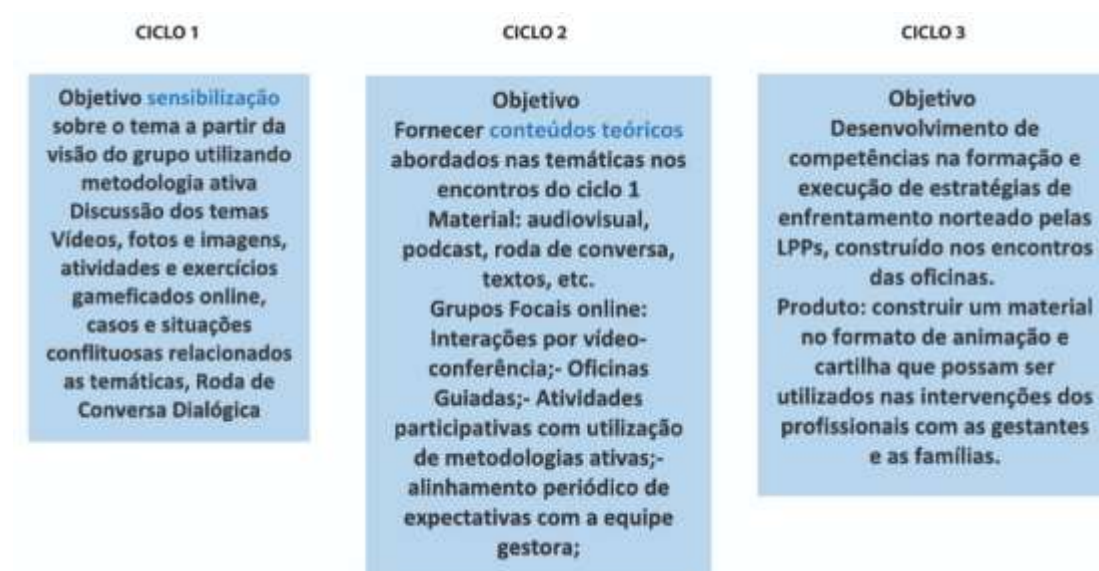 CICLO 1
Objetivo sensibilização
sobre o tema a partir da
visão do grupo utilizando
metodologia ativa
Discussão dos temas
Vídeos, fotos e imagens,
atividades e exercícios
gameficados online,
casos e situações
conflituosas relacionados
as temáticas, Roda de
Conversa Dialógica
CICLO 2
Objetivo
Fornecer conteúdos teóricos
abordados nas temáticas nos
encontros do ciclo 1
Material: audiovisual,
podcast, roda de conversa,
textos, etc.
Grupos Focais online:
Interações por vídeo-
conferência;- Oficinas
Guiadas;- Atividades
participativas com utilização
de metodologias ativas;-
alinhamento periódico de
expectativas com a equipe
gestora;
CICLO 3
Objetivo
Desenvolvimento de
competências na formação e
execução de estratégias de
enfrentamento norteado pelas
LPPs, construído nos encontros
das oficinas.
Produto: construir um material
no formato de animação e
cartilha que possam ser
utilizados nas intervenções dos
profissionais com as gestantes
e as famílias.